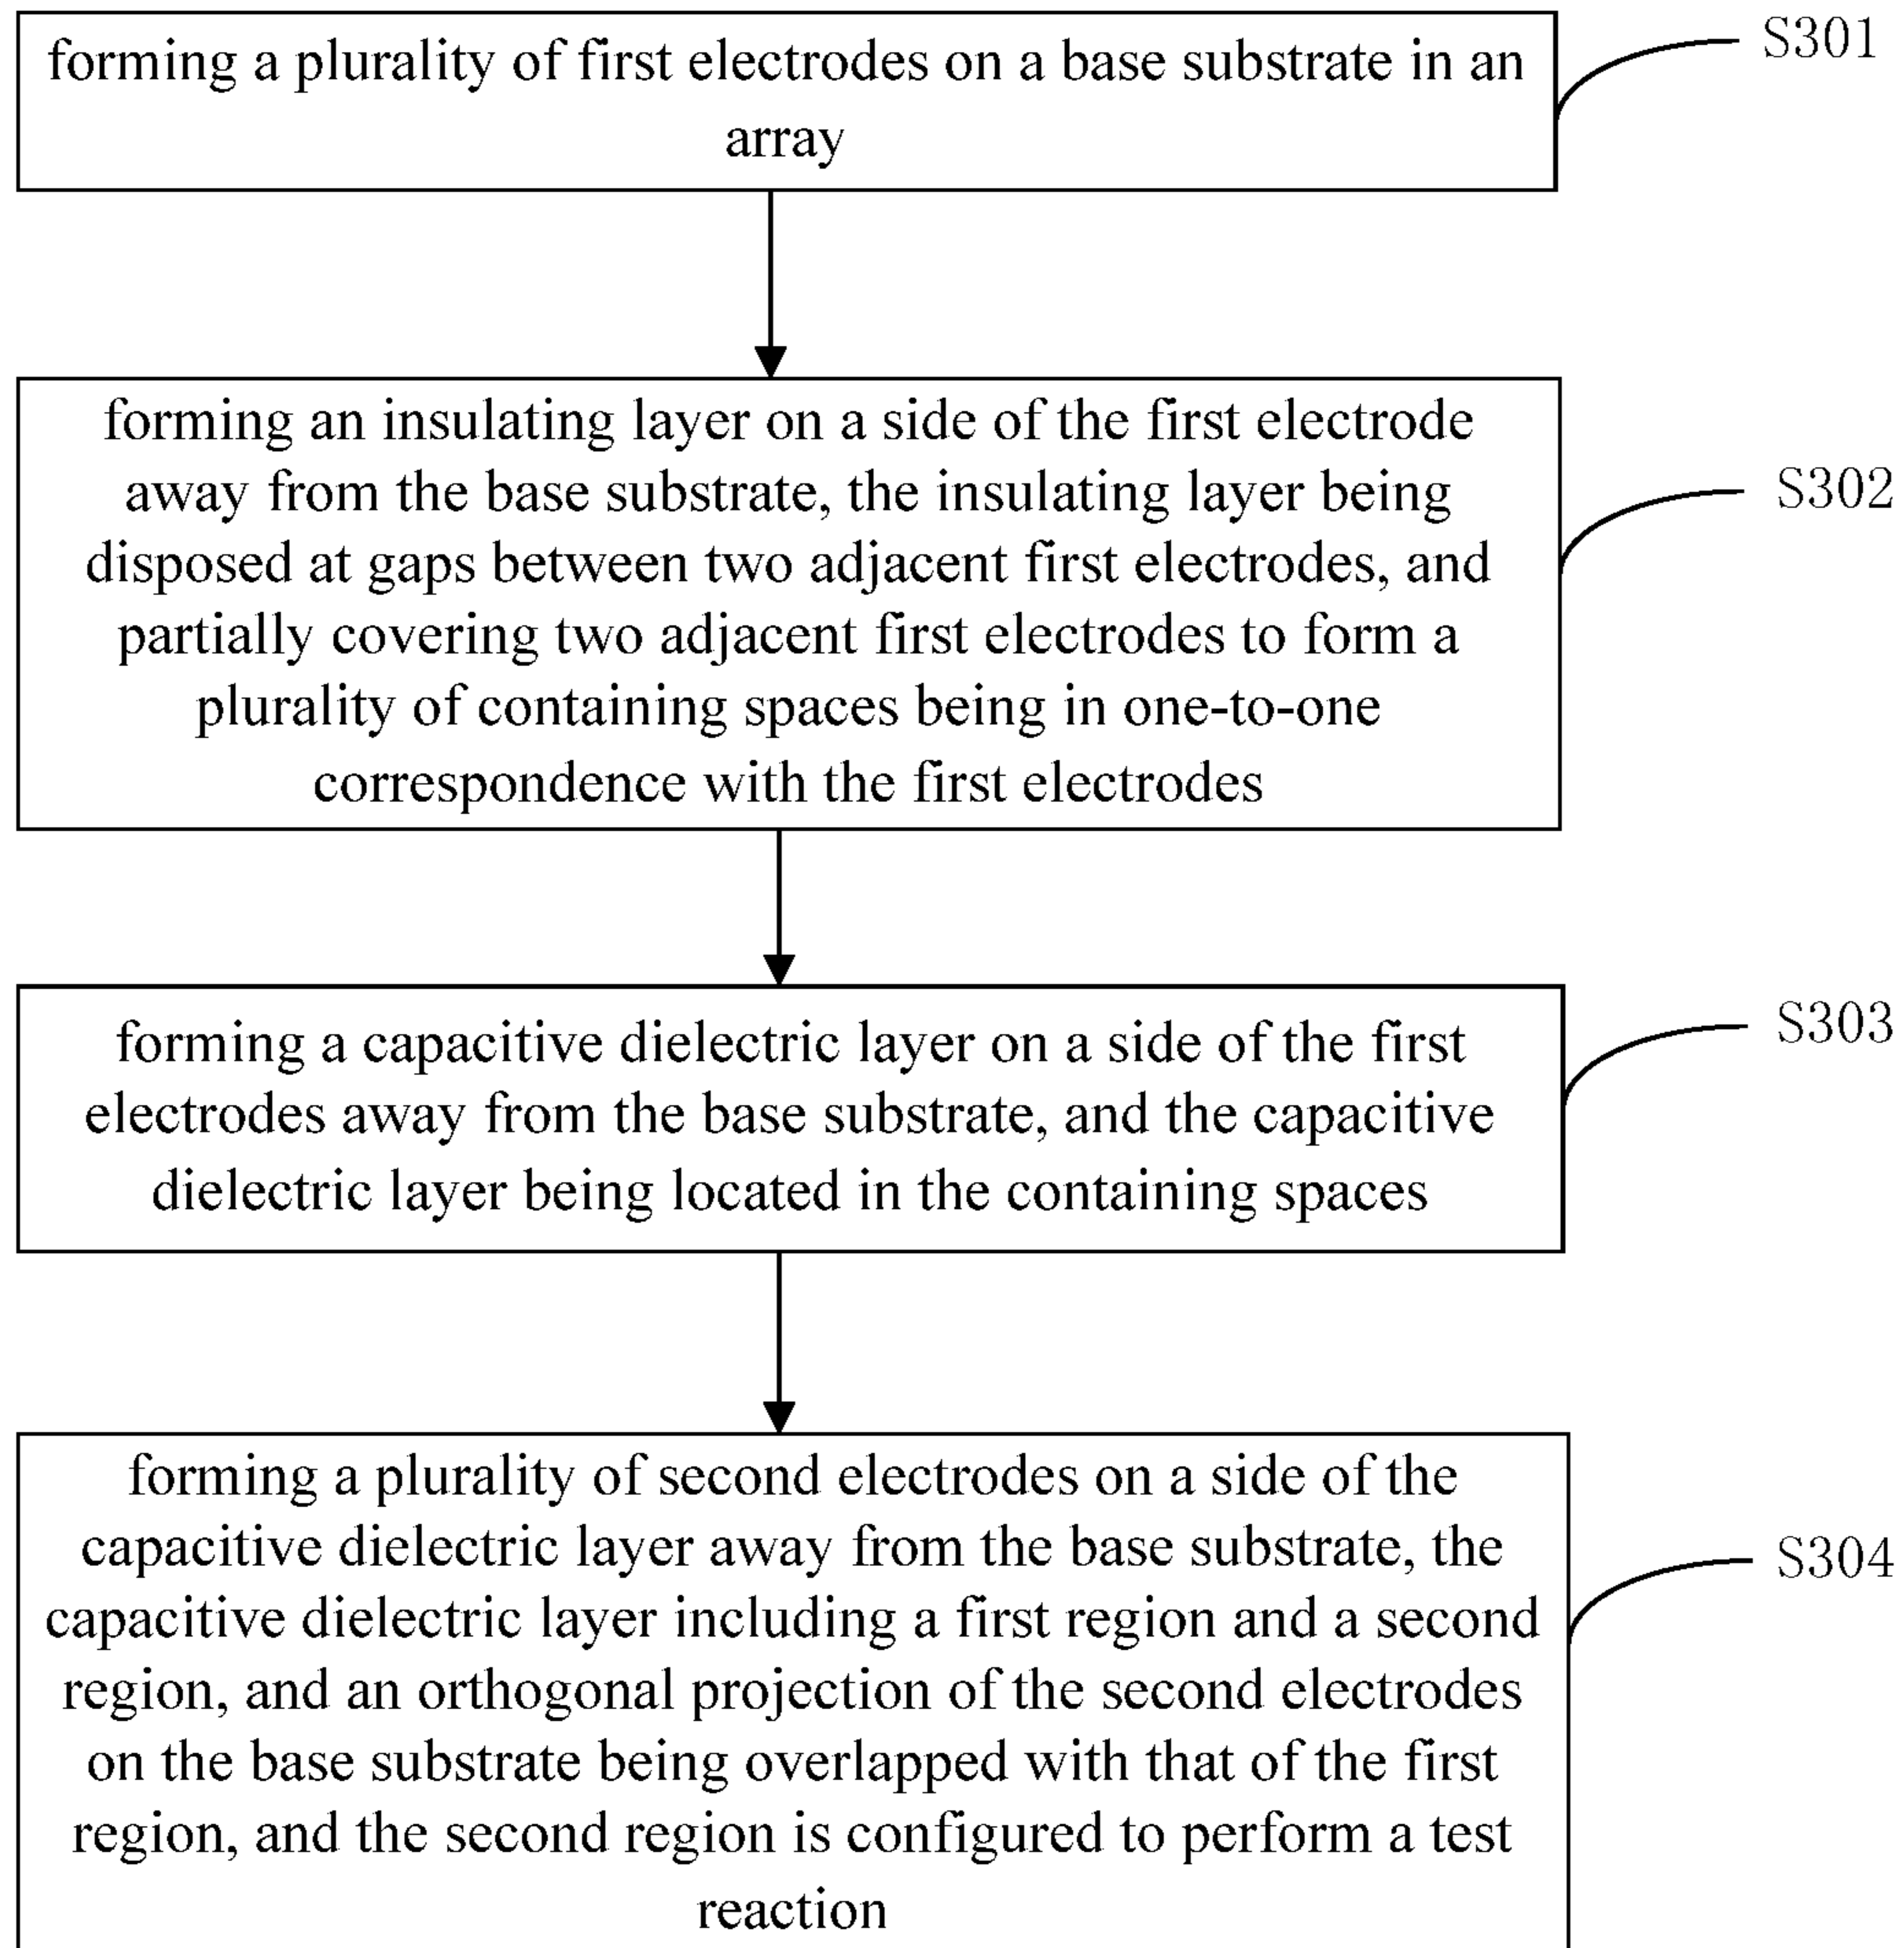 forming a plurality of first electrodes on a base substrate in an
array
S301
forming an insulating layer on a side of the first electrode
away from the base substrate, the insulating layer being
disposed at gaps between two adjacent first electrodes, and
partially covering two adjacent first electrodes to form a
plurality of containing spaces being in one-to-one
correspondence with the first electrodes
S302
forming a capacitive dielectric layer on a side of the first
electrodes away from the base substrate, and the capacitive
dielectric layer being located in the containing spaces
S303
forming a plurality of second electrodes on a side of the
capacitive dielectric layer away from the base substrate, the
capacitive dielectric layer including a first region and a second
region, and an orthogonal projection of the second electrodes
on the base substrate being overlapped with that of the first
region, and the second region is configured to perform a test
reaction
S304